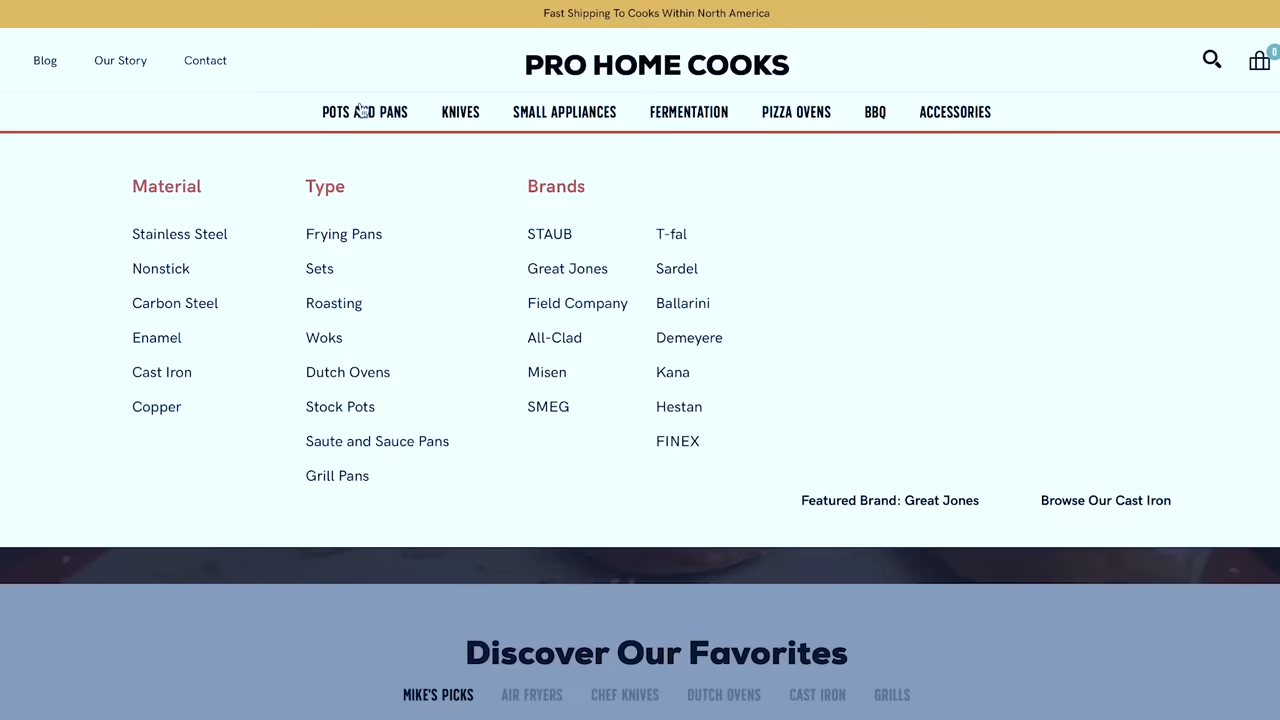 Fast Shipping To Cooks Within North America
Blog Our Story Contact
PRO HOME COOKS
0
POTS AND PANS KNIVES SMALL APPLIANCES FERMENTATION PIZZA OVENS BBQ ACCESSORIES
Material
Stainless Steel
Nonstick
Carbon Steel
Enamel
Cast Iron
Copper
Type
Frying Pans
Sets
Roasting
Woks
Dutch Ovens
Stock Pots
Saute and Sauce Pans
Grill Pans
Brands
STAUB
Great Jones
Field Company
All-Clad
Misen
SMEG
T-fal
Sardel
Ballarini
Demeyere
Kana
Hestan
FINEX
Featured Brand: Great Jones
Browse Our Cast Iron
Discover Our Favorites
MIKE'S PICKS AIR FRYERS CHEF KNIVES DUTCH OVENS CAST IRON GRILLS